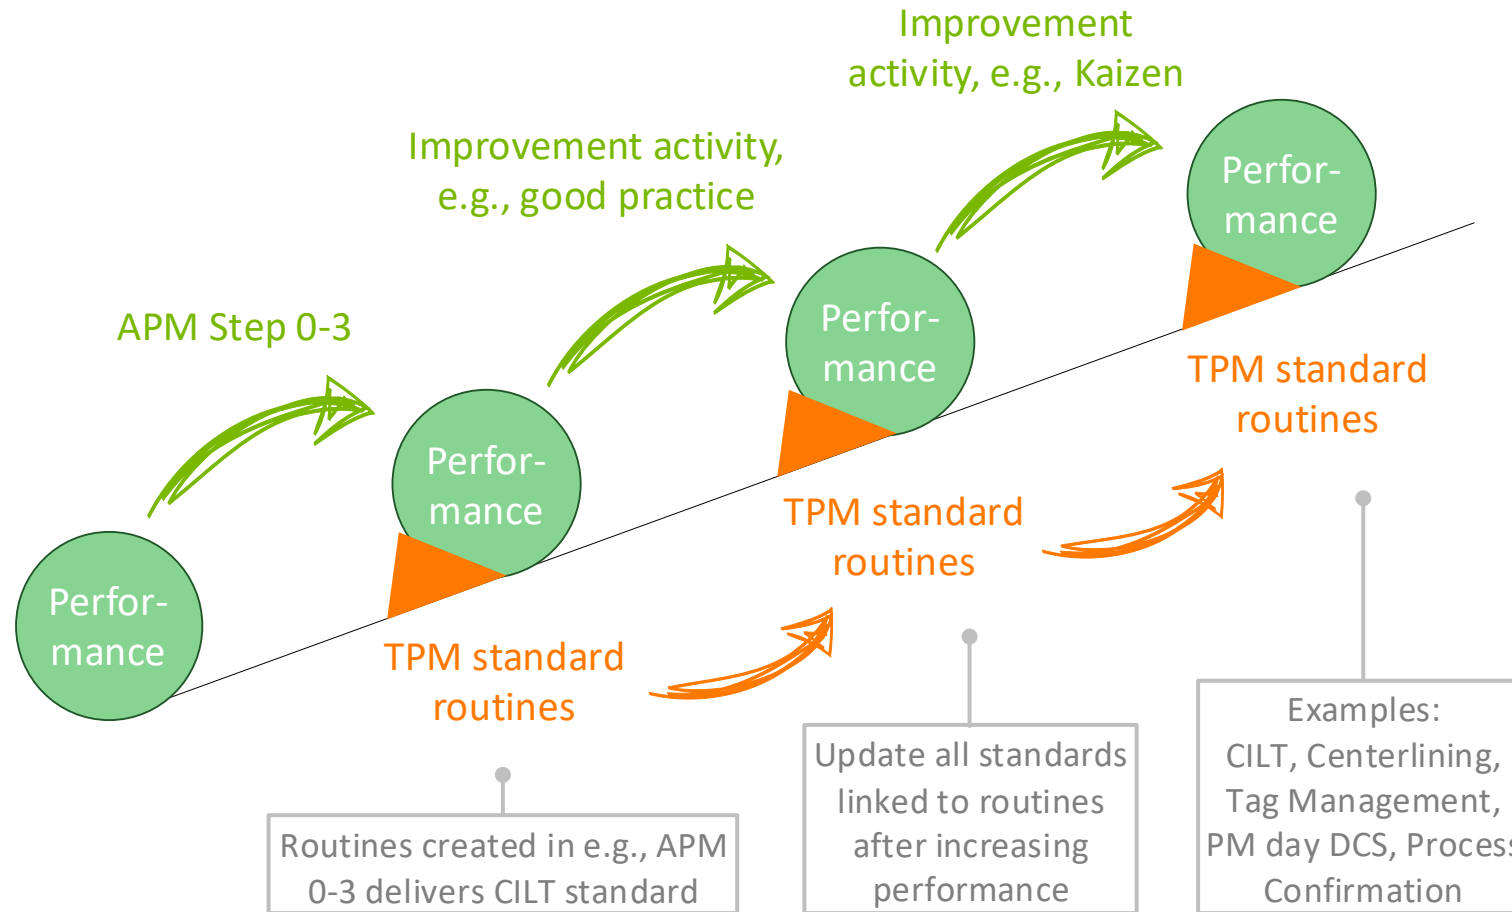 Improvement
activity, e.g., Kaizen
Improvement activity,
e.g., good practice
APM Step 0-3
Perfor-
mance
Perfor-
mance
Perfor-
mance
Perfor-
mance
TPM standard
routines
TPM standard
routines
TPM standard
routines
Routines created in e.g., APM
0-3 delivers CILT standard
Update all standards
linked to routines
after increasing
performance
Examples:
CILT, Centerlining,
Tag Management,
PM day DCS, Process
Confirmation